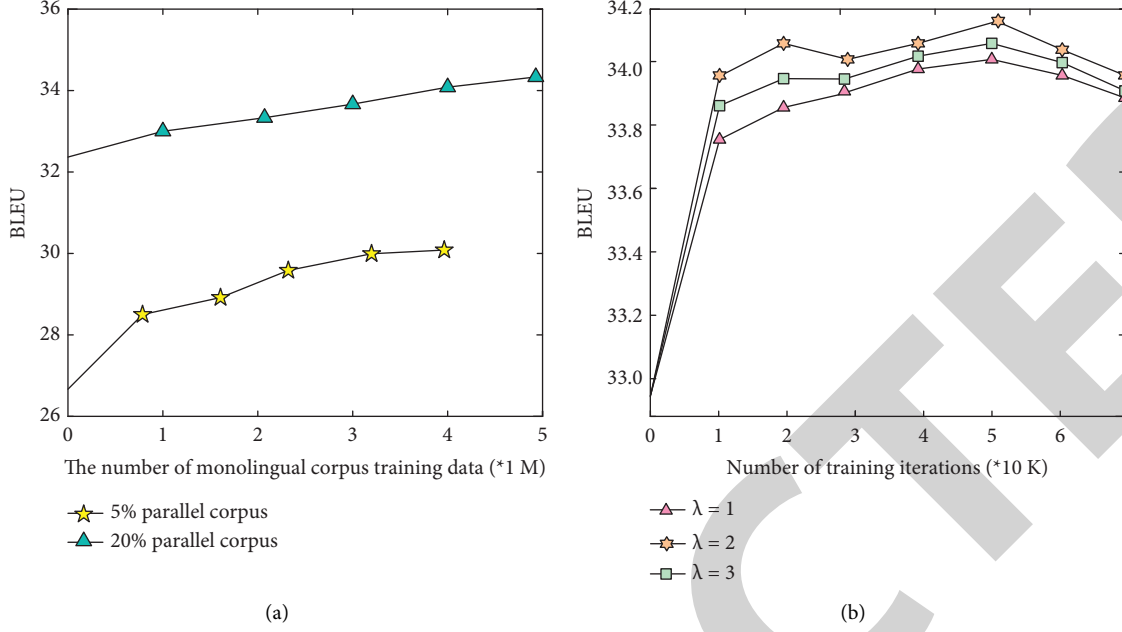 36
34
32
30
28
26
BLEU
0 1 2 3 4 5
The number of monolingual corpus training data (*1 M)
5% parallel corpus
20% parallel corpus
(a)
34.2
34.0
33.8
33.6
33.4
33.2
33.0
BLEU
0 1 2 3 4 5 6
Number of training iterations (*10 K)
λ = 1
λ = 2
λ = 3
(b)
CTE